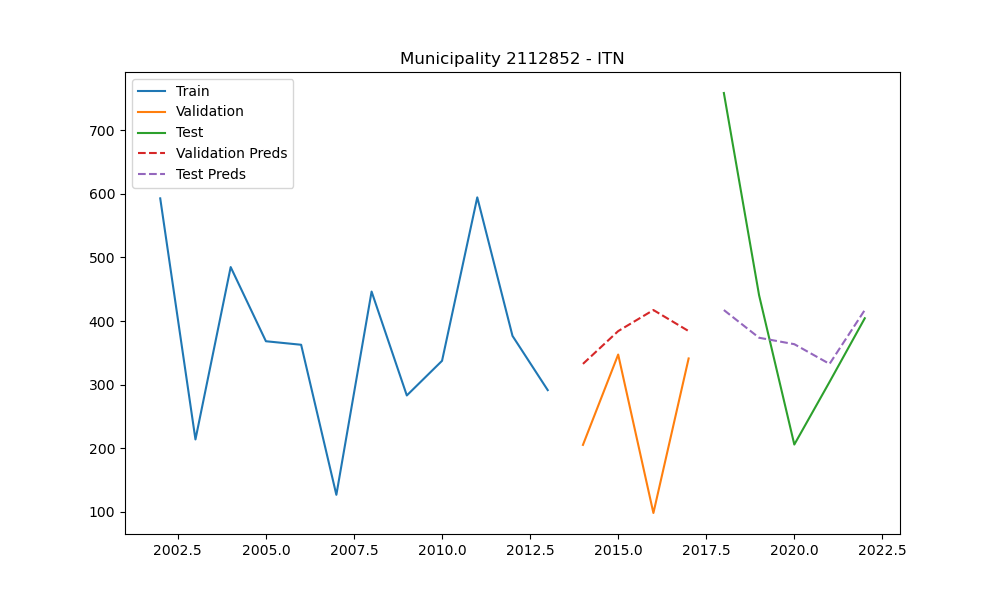 Municipality 2112852 - ITN
Train
Validation
Test
Validation Preds
Test Preds
700
600
500
400
300
200
100
2002.5 2005.0 2007.5 2010.0 2012.5 2015.0 2017.5 2020.0 2022.5